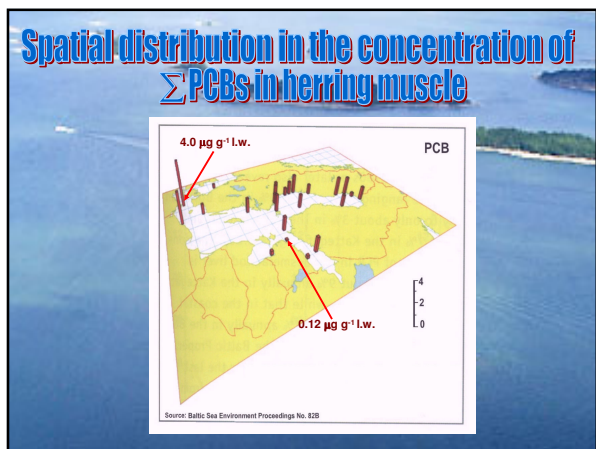 Spatial distribution in the concentration of
∑PCBs in herring muscle
4.0 µg g⁻¹ l.w.
PCB
4
2
0
0.12 µg g⁻¹ l.w.
Source: Baltic Sea Environment Proceedings No. 82B